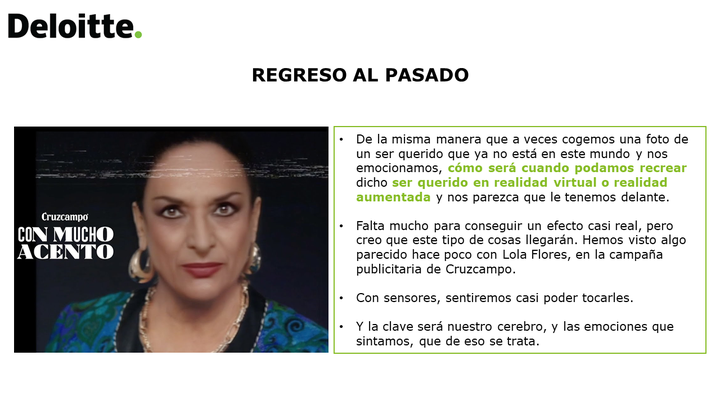 Deloitte.
REGRESO AL PASADO
Cruzcampo
CON MUCHO
ACENTO
• De la misma manera que a veces cogemos una foto de
un ser querido que ya no está en este mundo y nos
emocionamos, cómo será cuando podamos recrear
dicho ser querido en realidad virtual o realidad
aumentada y nos parezca que le tenemos delante.
• Falta mucho para conseguir un efecto casi real, pero
creo que este tipo de cosas llegarán. Hemos visto algo
parecido hace poco con Lola Flores, en la campaña
publicitaria de Cruzcampo.
• Con sensores, sentiremos casi poder tocarles.
• Y la clave será nuestro cerebro, y las emociones que
sintamos, que de eso se trata.